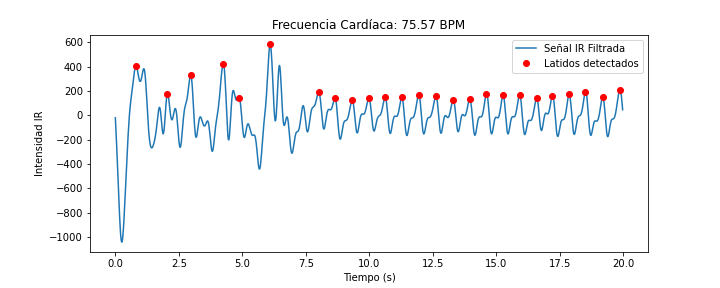 Frecuencia Cardíaca: 75.57 BPM
Señal IR Filtrada
Latidos detectados
Intensidad IR
600
400
200
0
−200
−400
−600
−800
−1000
0.0 2.5 5.0 7.5 10.0 12.5 15.0 17.5 20.0
Tiempo (s)